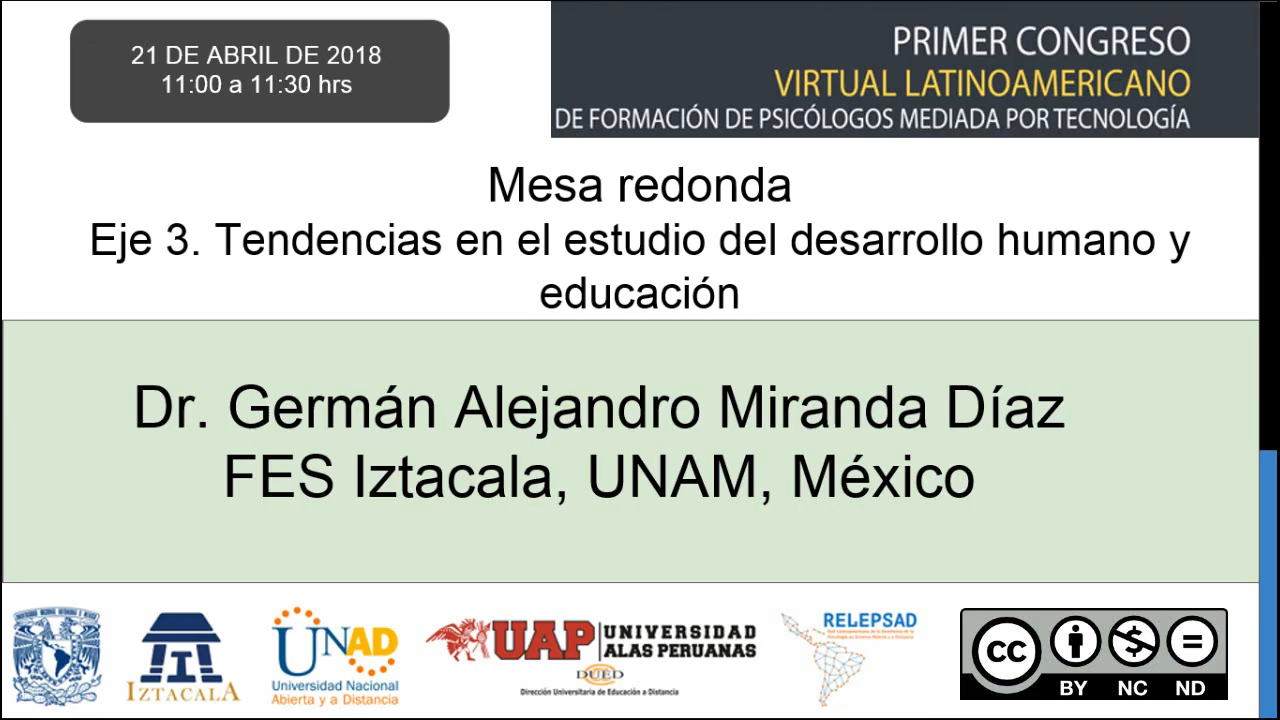 21 DE ABRIL DE 2018
11:00 a 11:30 hrs
PRIMER CONGRESO
VIRTUAL LATINOAMERICANO
DE FORMACIÓN DE PSICÓLOGOS MEDIADA POR TECNOLOGÍA
Mesa redonda
Eje 3. Tendencias en el estudio del desarrollo humano y
educación
Dr. Germán Alejandro Miranda Díaz
FES Iztacala, UNAM, México
IZTACALA
UNAD
Universidad Nacional
Abierta y a Distancia
UAP
UNIVERSIDAD
ALAS PERUANAS
DUED
Dirección Universitaria de Educación a Distancia
RELEPSAD
cc
BY NC ND